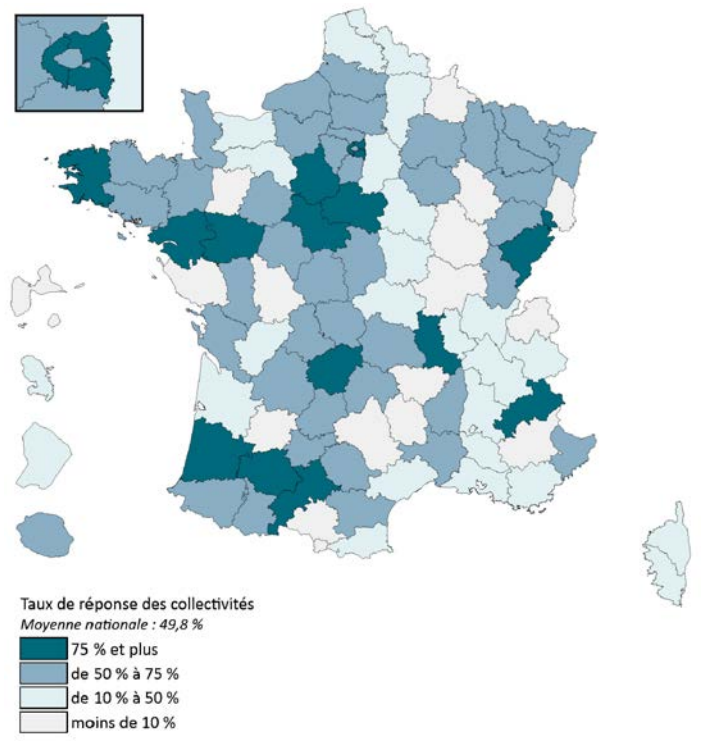 Taux de réponse des collectivités
Moyenne nationale : 49,8 %
75 % et plus
de 50 % à 75 %
de 10 % à 50 %
moins de 10 %